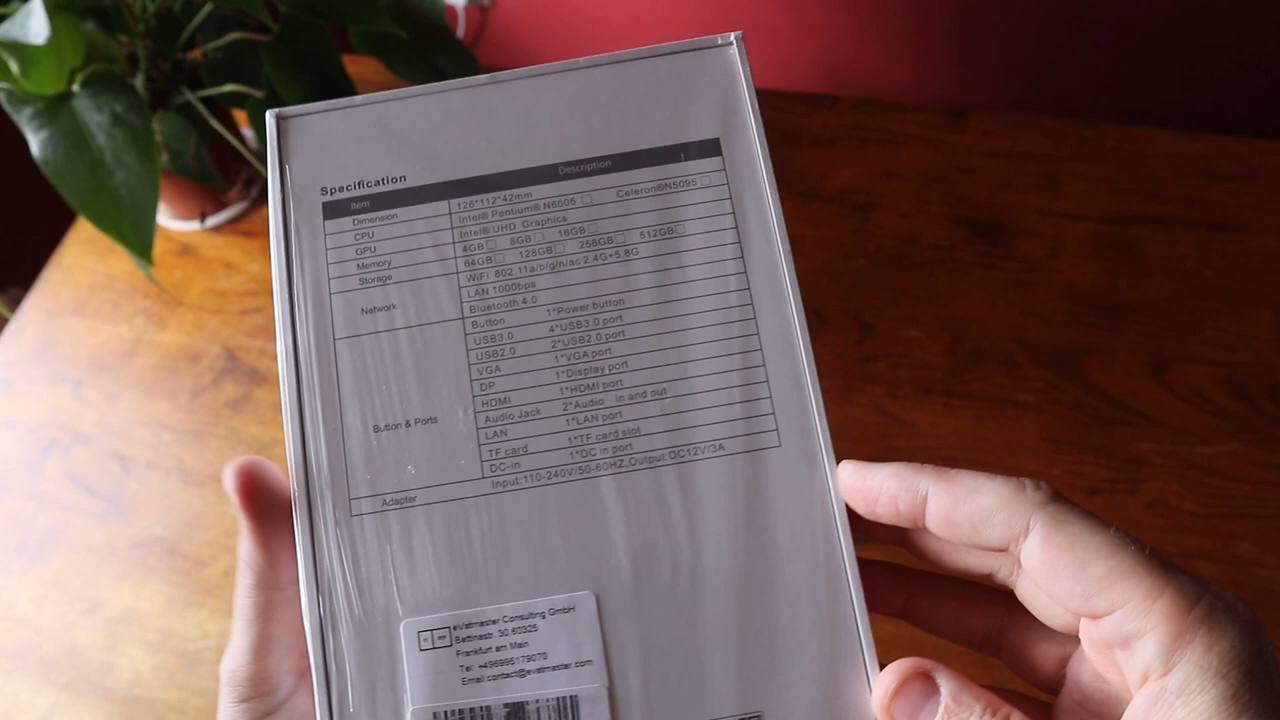 Specification
Item Description
Dimension 126*112*42mm
CPU Intel® Pentium® N6005 □ Celeron®N5095 □
GPU Intel® UHD Graphics
Memory 4GB□ 8GB□ 16GB□
Storage 64GB□ 128GB□ 256GB□ 512GB□
Network WiFi 802.11a/b/g/n/ac 2.4G+5.8G
LAN 1000bps
Bluetooth 4.0
Button & Ports Button 1*Power button
USB3.0 4*USB3.0 port
USB2.0 2*USB2.0 port
VGA 1*VGA port
DP 1*Display port
HDMI 1*HDMI port
Audio Jack 2*Audio in and out
LAN 1*LAN port
TF card 1*TF card slot
DC-in 1*DC in port
Adapter Input:110-240V/50-60HZ,Output:DC12V/3A
eVatmaster Consulting GmbH
Bettinastr. 30,60325
Frankfurt am Main
Tel: +496995179070
Email:contact@evatmaster.com